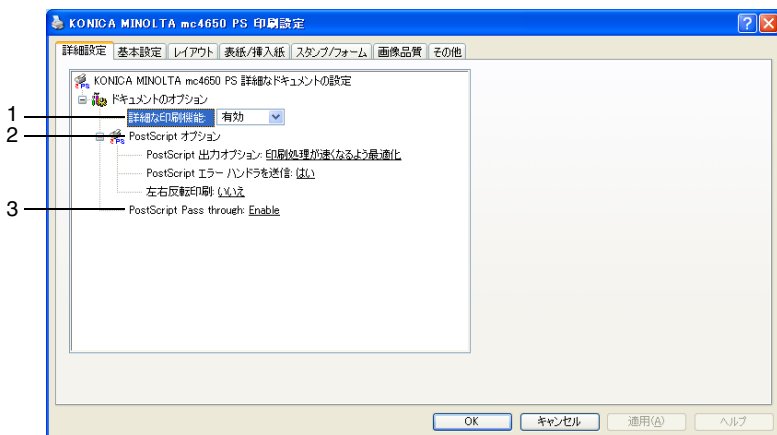 KONICA MINOLTA mc4650 PS 印刷設定
詳細設定 基本設定 レイアウト 表紙/挿入紙 スタンプ/フォーム 画像品質 その他
KONICA MINOLTA mc4650 PS 詳細なドキュメントの設定
ドキュメントのオプション
1 詳細な印刷機能: 有効
2 PostScript オプション
PostScript 出力オプション: 印刷処理が速くなるよう最適化
PostScript エラー ハンドラを送信: はい
左右反転印刷: いいえ
3 PostScript Pass through: Enable
OK キャンセル 適用(A) ヘルプ